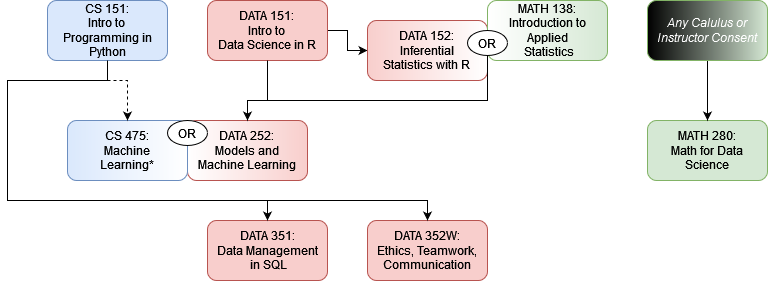 CS 151:
Intro to
Programming in
Python
DATA 151:
Intro to
Data Science in R
DATA 152:
Inferential
Statistics with R
OR
MATH 138:
Introduction to
Applied
Statistics
Any Calulus or
Instructor Consent
CS 475:
Machine
Learning*
OR
DATA 252:
Models and
Machine Learning
MATH 280:
Math for Data
Science
DATA 351:
Data Management
in SQL
DATA 352W:
Ethics, Teamwork,
Communication